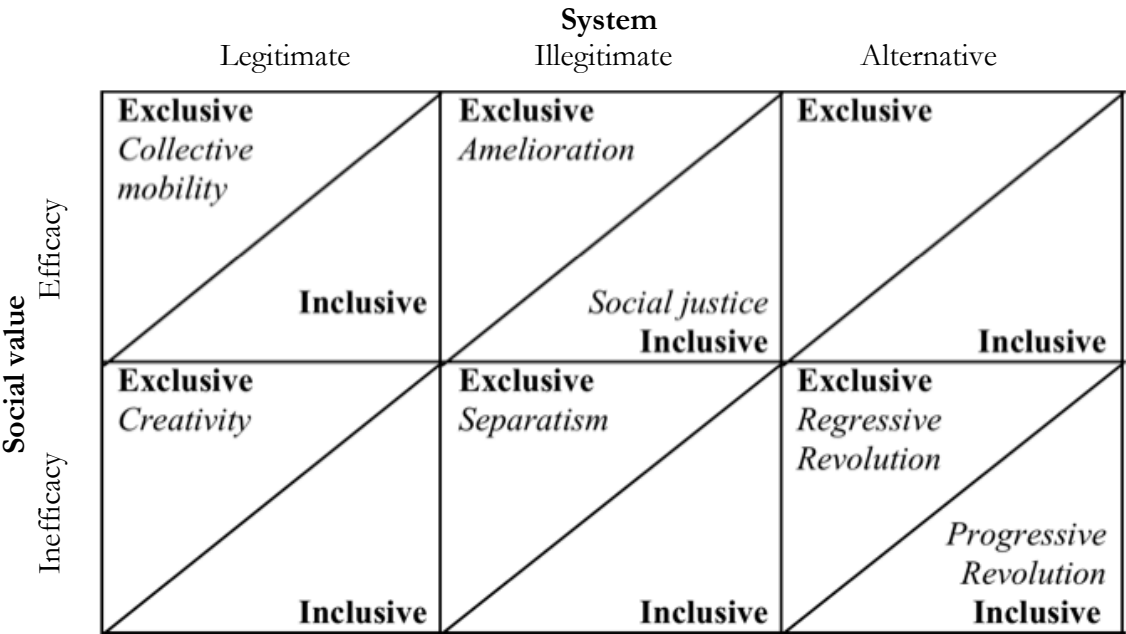 System
Legitimate
Illegitimate
Alternative
Social value
Efficacy
Exclusive
Collective
mobility
Inclusive
Exclusive
Amelioration
Social justice
Inclusive
Exclusive
Inclusive
Inefficacy
Exclusive
Creativity
Inclusive
Exclusive
Separatism
Inclusive
Exclusive
Regressive
Revolution
Progressive
Revolution
Inclusive